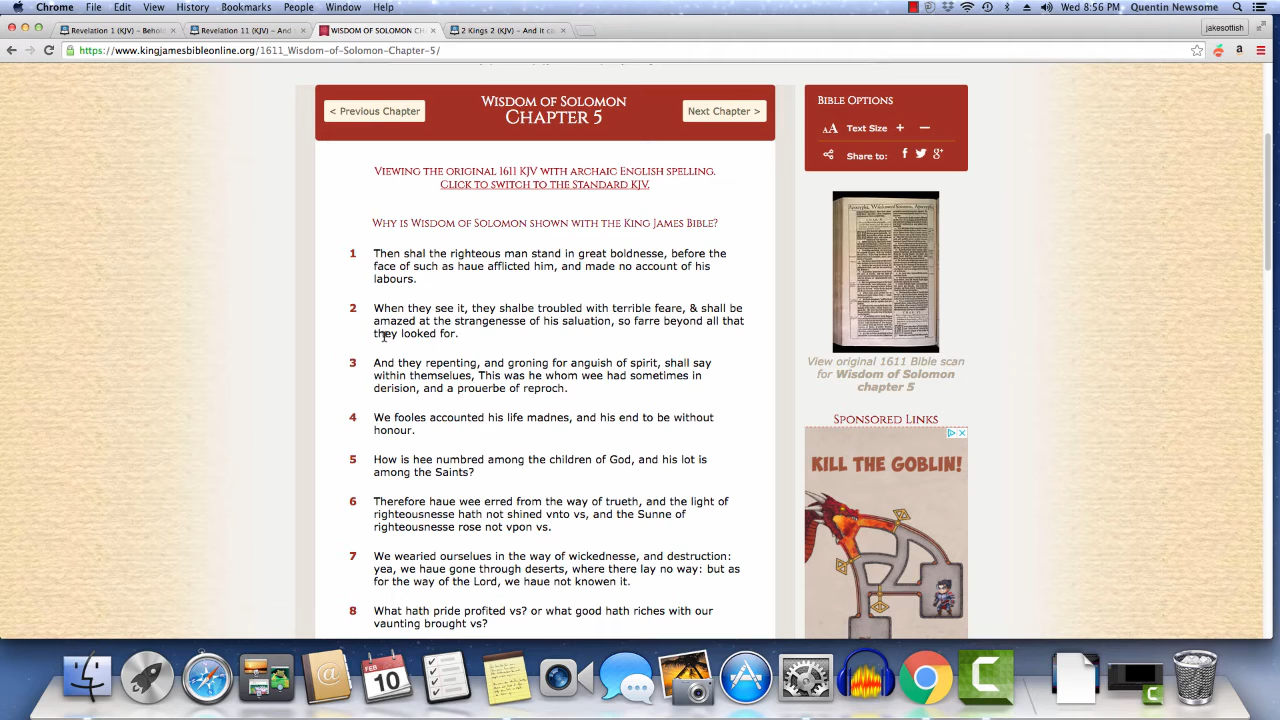 Chrome File Edit View History Bookmarks People Window Help Wed 8:56 PM Quentin Newsome
Revelation 1 (KJV) – Behol × Revelation 11 (KJV) – And i × WISDOM OF SOLOMON CH × 2 Kings 2 (KJV) – And it ca × jakesottish
https://www.kingjamesbibleonline.org/1611_Wisdom-of-Solomon-Chapter-5/
< Previous Chapter
Wisdom of Solomon
Chapter 5
Next Chapter >
Viewing the original 1611 KJV with archaic English spelling.
Click to switch to the Standard KJV.
Why is Wisdom of Solomon shown with the King James Bible?
1 Then shal the righteous man stand in great boldnesse, before the
face of such as haue afflicted him, and made no account of his
labours.
2 When they see it, they shalbe troubled with terrible feare, & shall be
amazed at the strangenesse of his saluation, so farre beyond all that
they looked for.
3 And they repenting, and groning for anguish of spirit, shall say
within themselues, This was he whom wee had sometimes in
derision, and a prouerbe of reproch.
4 We fooles accounted his life madnes, and his end to be without
honour.
5 How is hee numbred among the children of God, and his lot is
among the Saints?
6 Therefore haue wee erred from the way of trueth, and the light of
righteousnesse hath not shined vnto vs, and the Sunne of
righteousnesse rose not vpon vs.
7 We wearied ourselues in the way of wickednesse, and destruction:
yea, we haue gone through deserts, where there lay no way: but as
for the way of the Lord, we haue not knowen it.
8 What hath pride profited vs? or what good hath riches with our
vaunting brought vs?
Bible Options
AA Text Size + –
Share to: f g+
View original 1611 Bible scan
for Wisdom of Solomon
chapter 5
Sponsored Links
KILL THE GOBLIN!
FEB
10